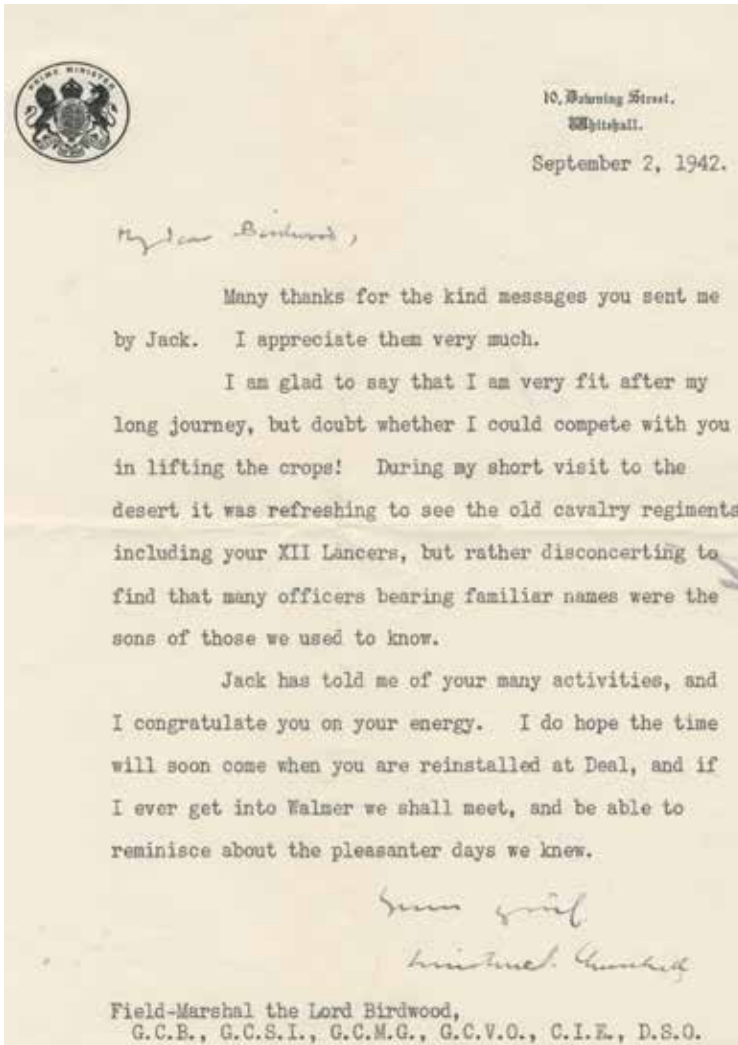 PRIME MINISTER
10, Downing Street,
Whitehall.
September 2, 1942.
My dear Birdwood,
Many thanks for the kind messages you sent me
by Jack. I appreciate them very much.
I am glad to say that I am very fit after my
long journey, but doubt whether I could compete with you
in lifting the crops! During my short visit to the
desert it was refreshing to see the old cavalry regiments
including your XII Lancers, but rather disconcerting to
find that many officers bearing familiar names were the
sons of those we used to know.
Jack has told me of your many activities, and
I congratulate you on your energy. I do hope the time
will soon come when you are reinstalled at Deal, and if
I ever get into Walmer we shall meet, and be able to
reminisce about the pleasanter days we knew.
Winston S. Churchill
Field-Marshal the Lord Birdwood,
G.C.B., G.C.S.I., G.C.M.G., G.C.V.O., C.I.E., D.S.O.